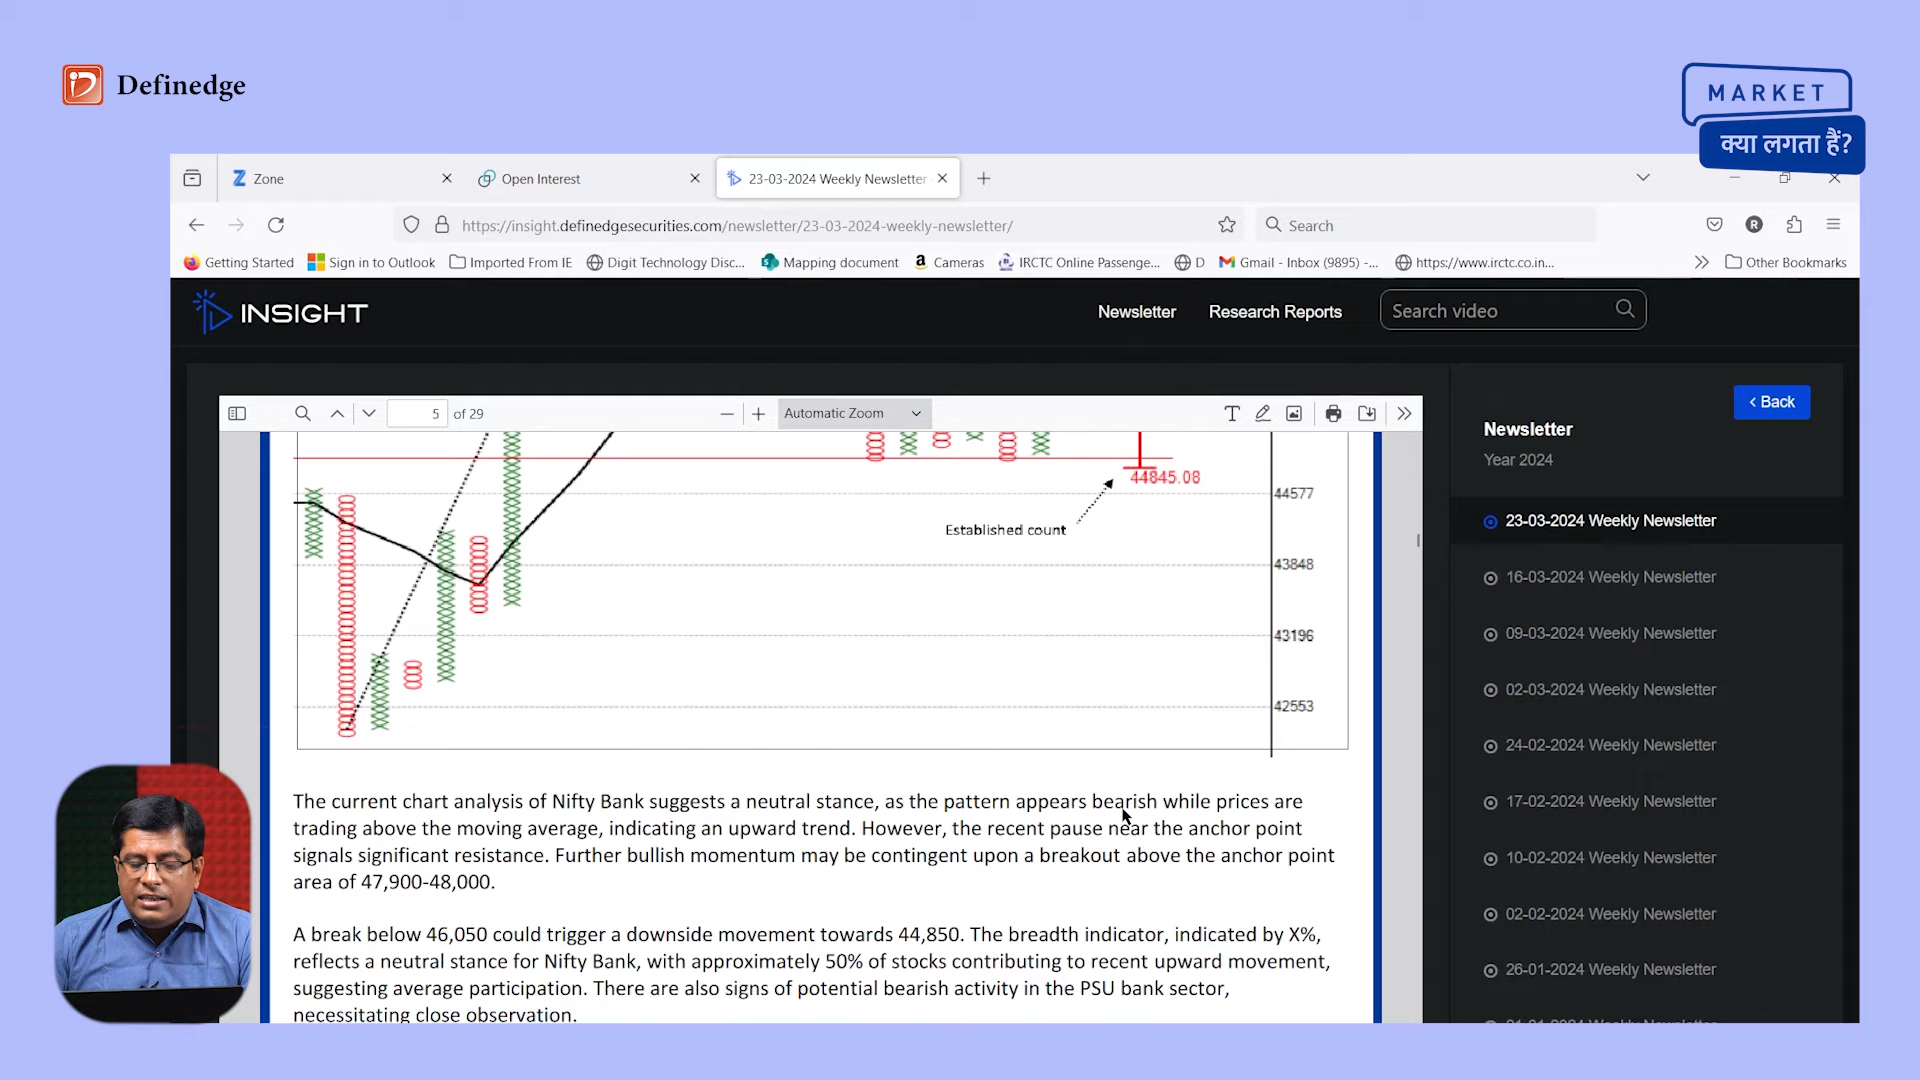 Definedge
MARKET
क्या लगता हैं?
Zone
Open Interest
23-03-2024 Weekly Newsletter
https://insight.definedgesecurities.com/newsletter/23-03-2024-weekly-newsletter/
Search
R
Getting Started
Sign in to Outlook
Imported From IE
Digit Technology Disc...
Mapping document
Cameras
IRCTC Online Passenge...
D
Gmail - Inbox (9895) -...
https://www.irctc.co.in...
Other Bookmarks
INSIGHT
Newsletter
Research Reports
Search video
5 of 29
Automatic Zoom
44845.08
Established count
44577
43848
43196
42553
The current chart analysis of Nifty Bank suggests a neutral stance, as the pattern appears bearish while prices are
trading above the moving average, indicating an upward trend. However, the recent pause near the anchor point
signals significant resistance. Further bullish momentum may be contingent upon a breakout above the anchor point
area of 47,900-48,000.
A break below 46,050 could trigger a downside movement towards 44,850. The breadth indicator, indicated by X%,
reflects a neutral stance for Nifty Bank, with approximately 50% of stocks contributing to recent upward movement,
suggesting average participation. There are also signs of potential bearish activity in the PSU bank sector,
necessitating close observation.
< Back
Newsletter
Year 2024
23-03-2024 Weekly Newsletter
16-03-2024 Weekly Newsletter
09-03-2024 Weekly Newsletter
02-03-2024 Weekly Newsletter
24-02-2024 Weekly Newsletter
17-02-2024 Weekly Newsletter
10-02-2024 Weekly Newsletter
02-02-2024 Weekly Newsletter
26-01-2024 Weekly Newsletter